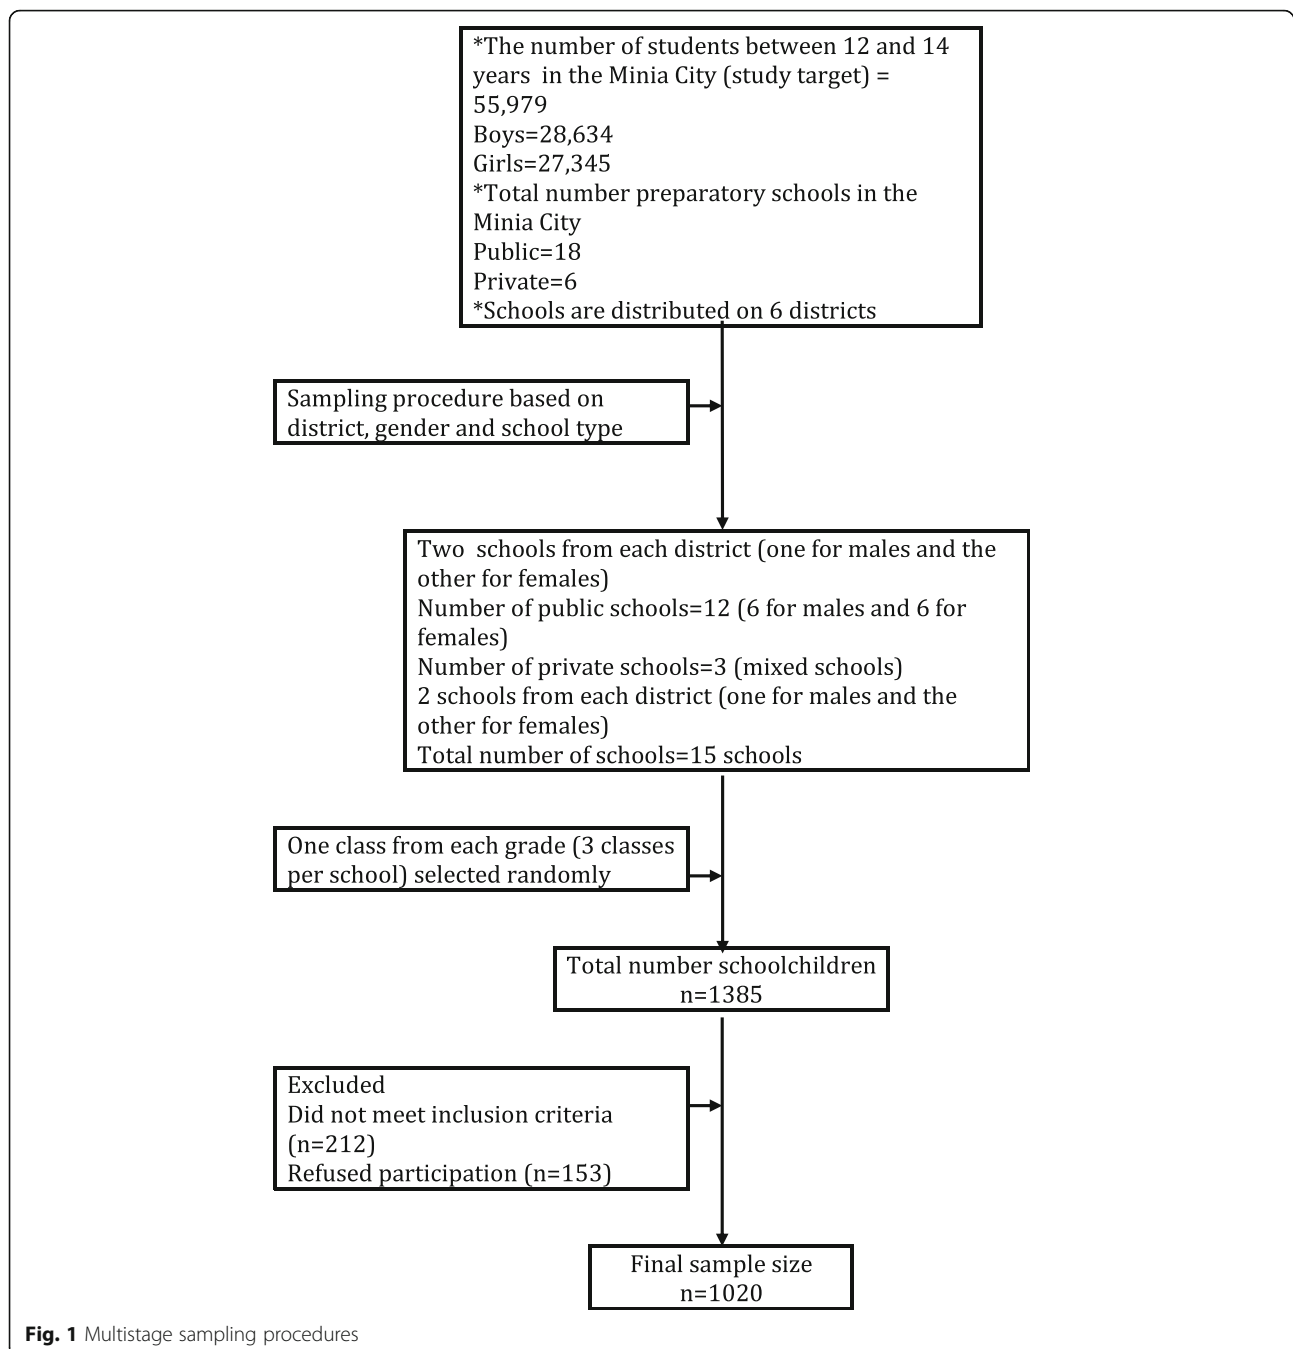 *The number of students between 12 and 14
years in the Minia City (study target) =
55,979
Boys=28,634
Girls=27,345
*Total number preparatory schools in the
Minia City
Public=18
Private=6
*Schools are distributed on 6 districts
Sampling procedure based on
district, gender and school type
Two schools from each district (one for males and the
other for females)
Number of public schools=12 (6 for males and 6 for
females)
Number of private schools=3 (mixed schools)
2 schools from each district (one for males and the
other for females)
Total number of schools=15 schools
One class from each grade (3 classes
per school) selected randomly
Total number schoolchildren
n=1385
Excluded
Did not meet inclusion criteria
(n=212)
Refused participation (n=153)
Final sample size
n=1020
Fig. 1 Multistage sampling procedures